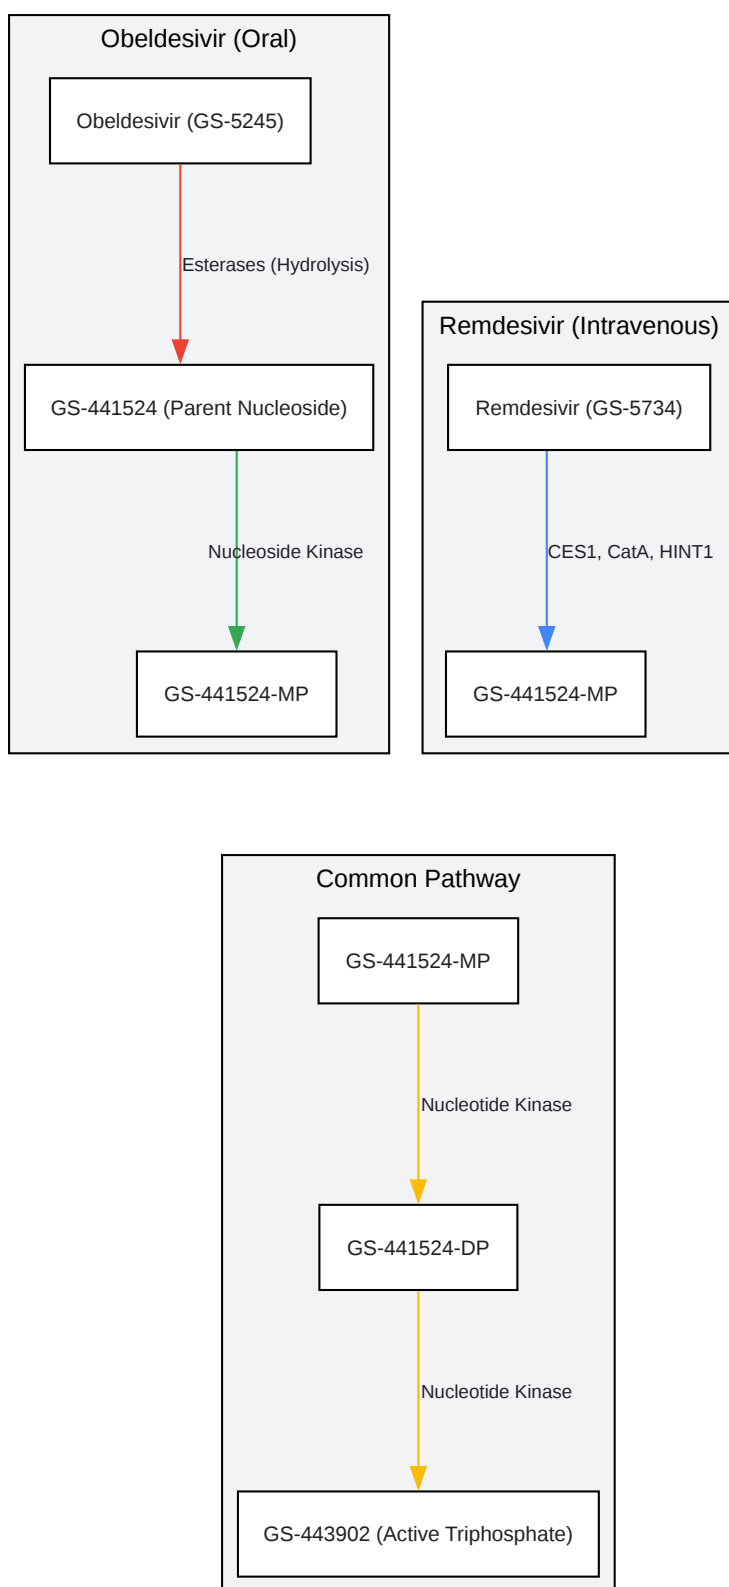 Obeldesivir (Oral)
Obeldesivir (GS-5245)
Esterases (Hydrolysis)
GS-441524 (Parent Nucleoside)
Nucleoside Kinase
GS-441524-MP
Remdesivir (Intravenous)
Remdesivir (GS-5734)
CES1, CatA, HINT1
GS-441524-MP
Common Pathway
GS-441524-MP
Nucleotide Kinase
GS-441524-DP
Nucleotide Kinase
GS-443902 (Active Triphosphate)